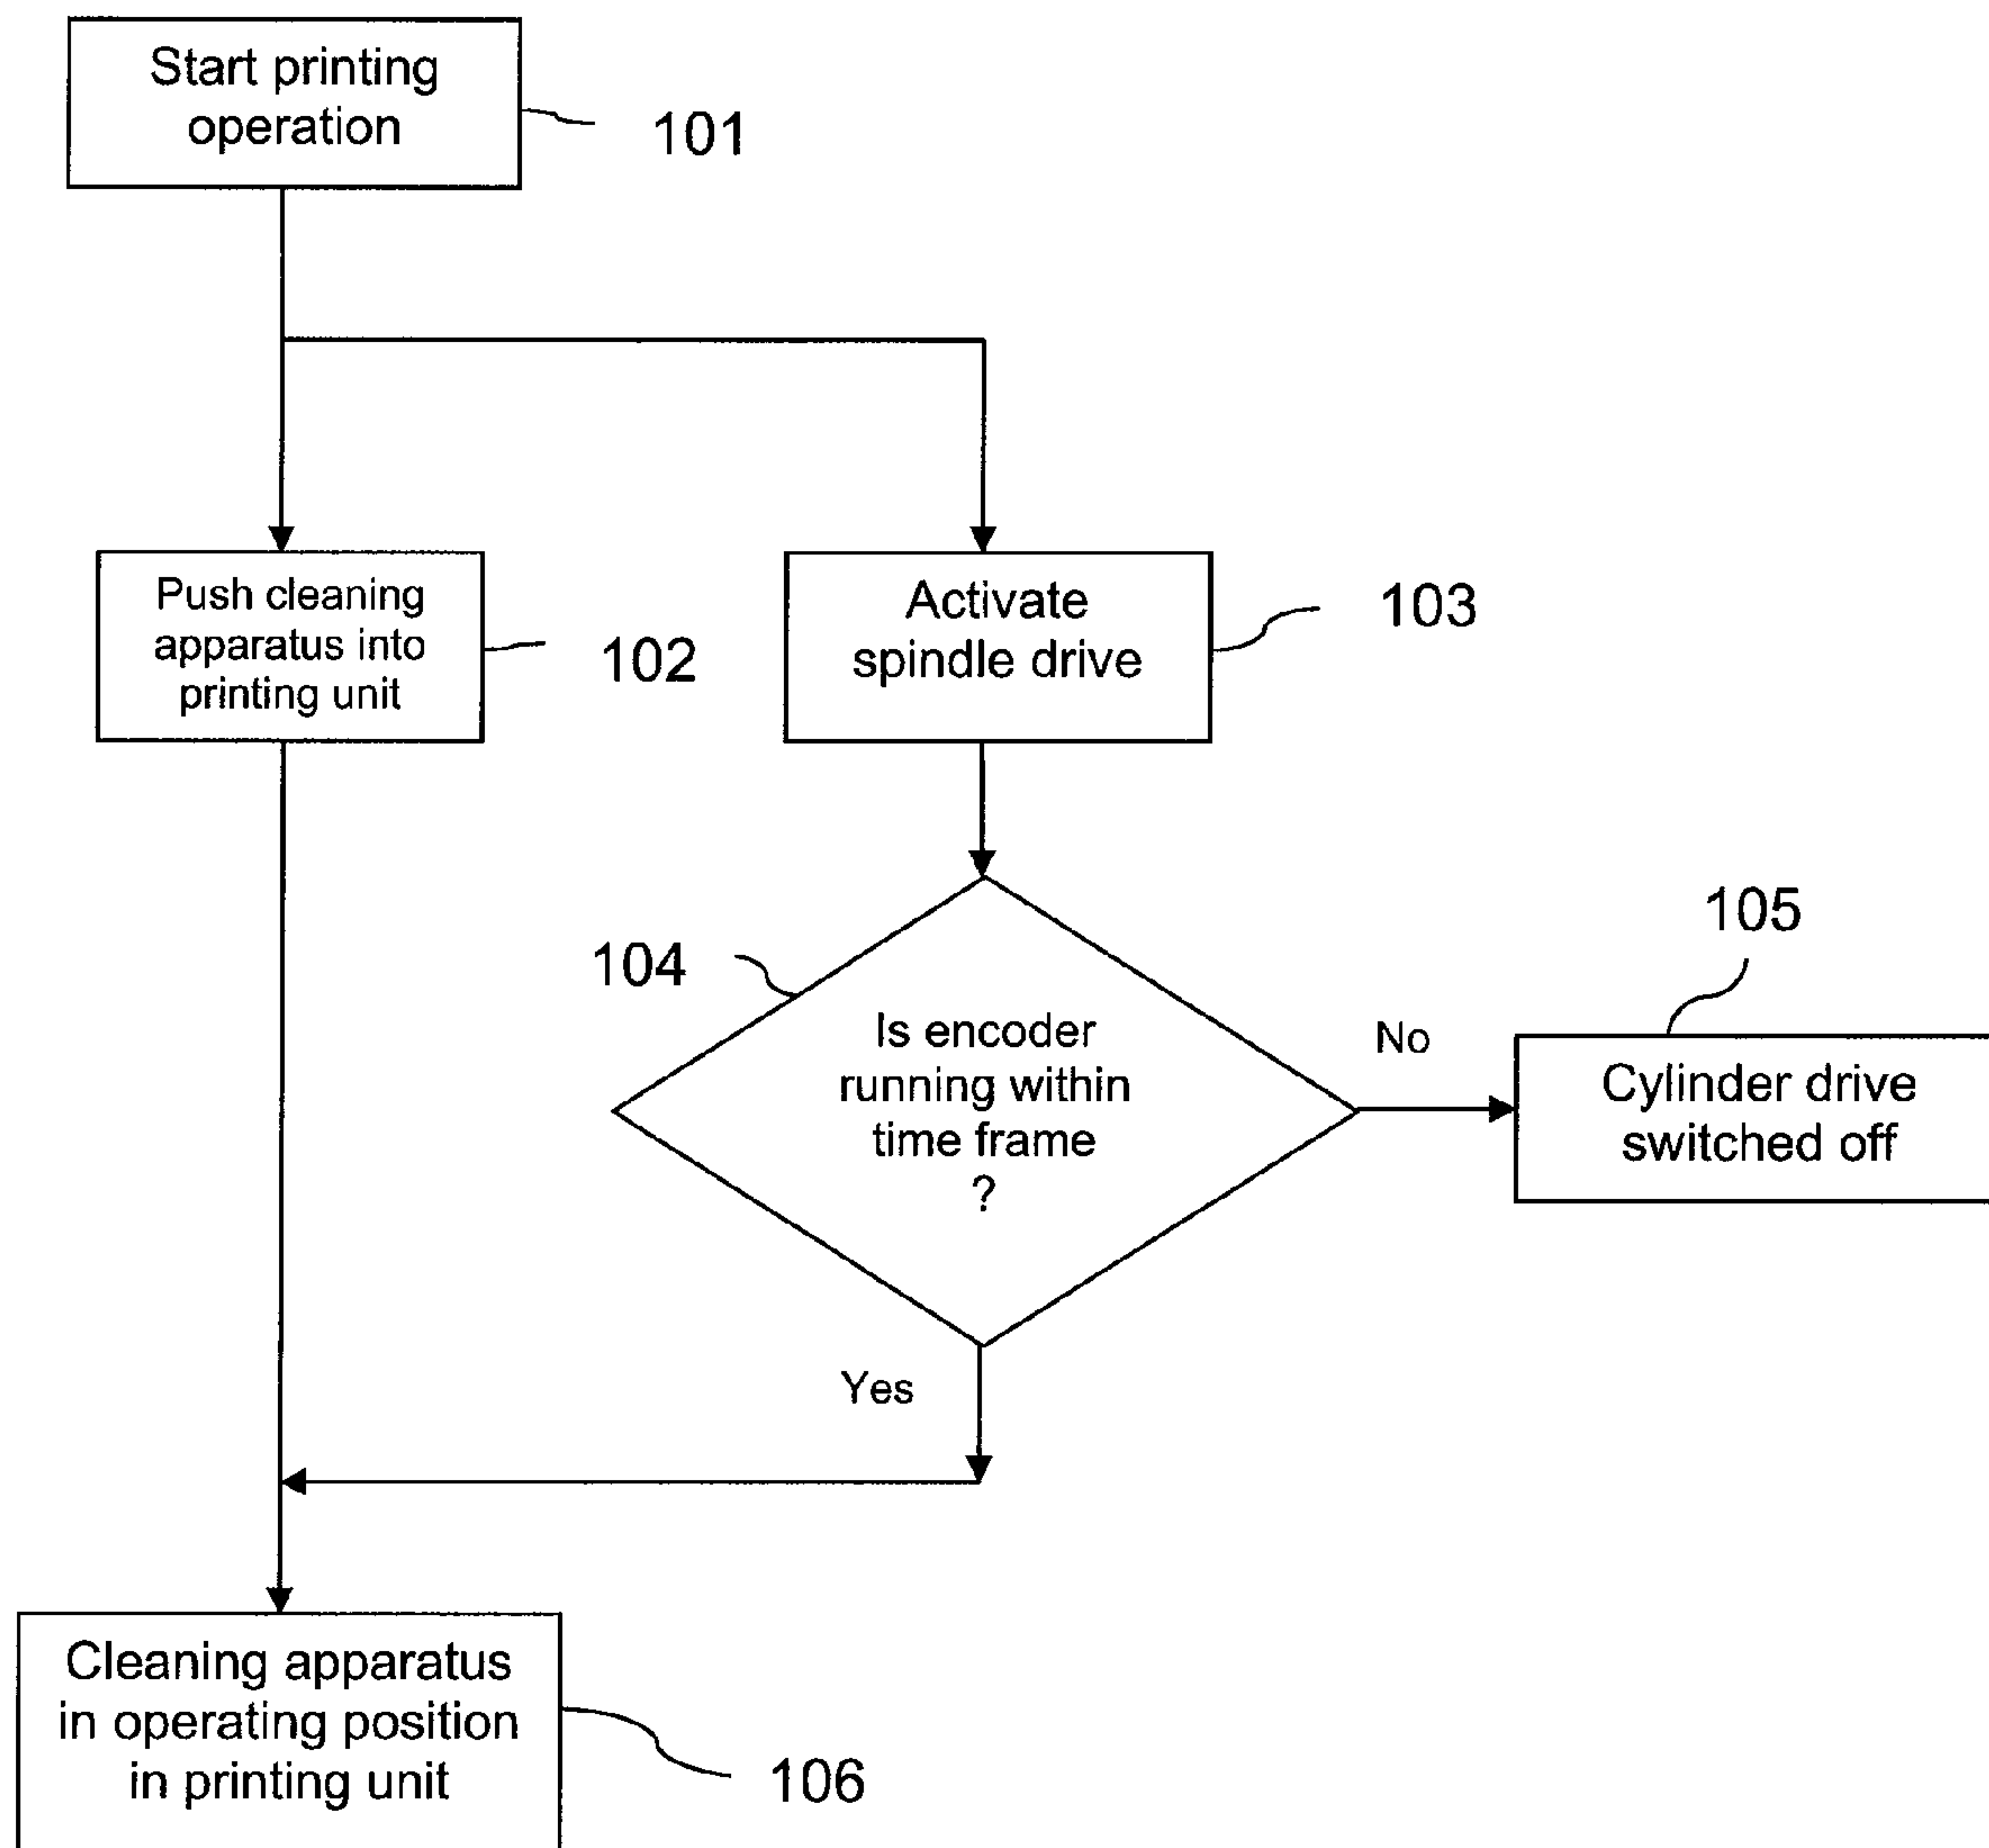 Start printing
operation
101
Push cleaning
apparatus into
printing unit
102
Activate
spindle drive
103
104
Is encoder
running within
time frame
?
No
105
Cylinder drive
switched off
Yes
Cleaning apparatus
in operating position
in printing unit
106